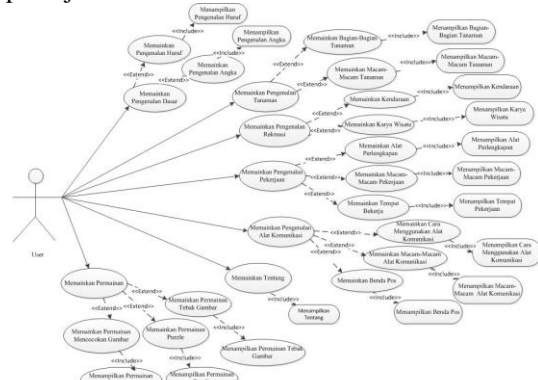 Menampilkan
Pengenalan Huruf
<<Include>>
Memainkan
Pengenalan Huruf
Menampilkan
Pengenalan Angka
<<Include>>
<<Extend>>
Memainkan
Pengenalan Angka
<<Extend>>
Memainkan
Pengenalan Dasar
Memainkan Bagian-Bagian
Tanaman
<<Include>>
Menampilkan Bagian-Bagian
Tanaman
<<Extend>>
Memainkan Pengenalan
Tanaman
<<Extend>>
Memainkan Macam-
Macam Tanaman
<<Include>>
Menampilkan Macam-
Macam Tanaman
Memainkan Pengenalan
Rekreasi
<<Extend>>
Memainkan Kendaraan
<<Include>>
Menampilkan Kendaraan
<<Extend>>
Memainkan Karya Wisata
<<Include>>
Menampilkan Karya
Wisata
Memainkan Pengenalan
Pekerjaan
<<Extend>>
Memainkan Alat
Perlengkapan
<<Include>>
Menampilkan Alat
Perlengkapan
<<Extend>>
Memainkan Macam-
Macam Pekerjaan
<<Include>>
Menampilkan Macam-
Macam Pekerjaan
<<Extend>>
Memainkan Tempat
Bekerja
<<Include>>
Menampilkan Tempat
Pekerjaan
User
Memainkan Pengenalan
Alat Komunikasi
<<Extend>>
Memainkan Cara
Menggunakan Alat
Komunikasi
<<Include>>
Menampilkan Cara
Menggunakan Alat
Komunikasi
<<Extend>>
Memainkan Macam-Macam
Alat Komunikasi
<<Include>>
Menampilkan Macam-
Macam Alat Komunikasi
<<Extend>>
Memainkan Benda Pos
<<Include>>
Menampilkan Benda Pos
Memainkan Tentang
<<Include>>
Menampilkan
Tentang
Memainkan Permainan
<<Extend>>
Memainkan Permainan
Tebak Gambar
<<Include>>
Menampilkan Permainan Tebak
Gambar
<<Extend>>
Memainkan Permainan
Puzzle
<<Include>>
Menampilkan Permainan
<<Extend>>
Memainkan Permainan
Mencocokan Gambar
<<Include>>
Menampilkan Permainan